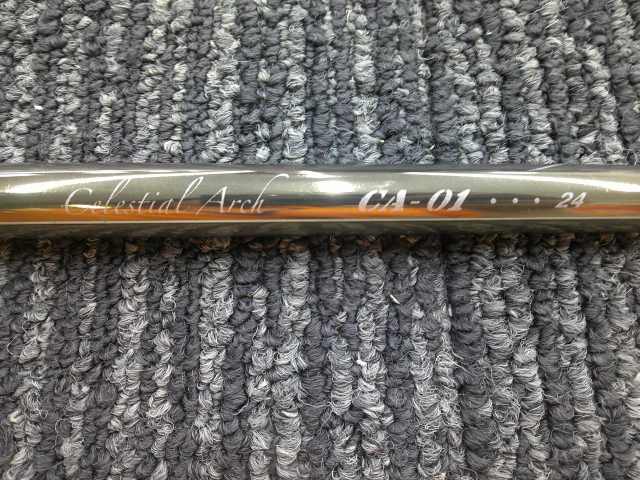 Celestial Arch CA-01 ••• 24